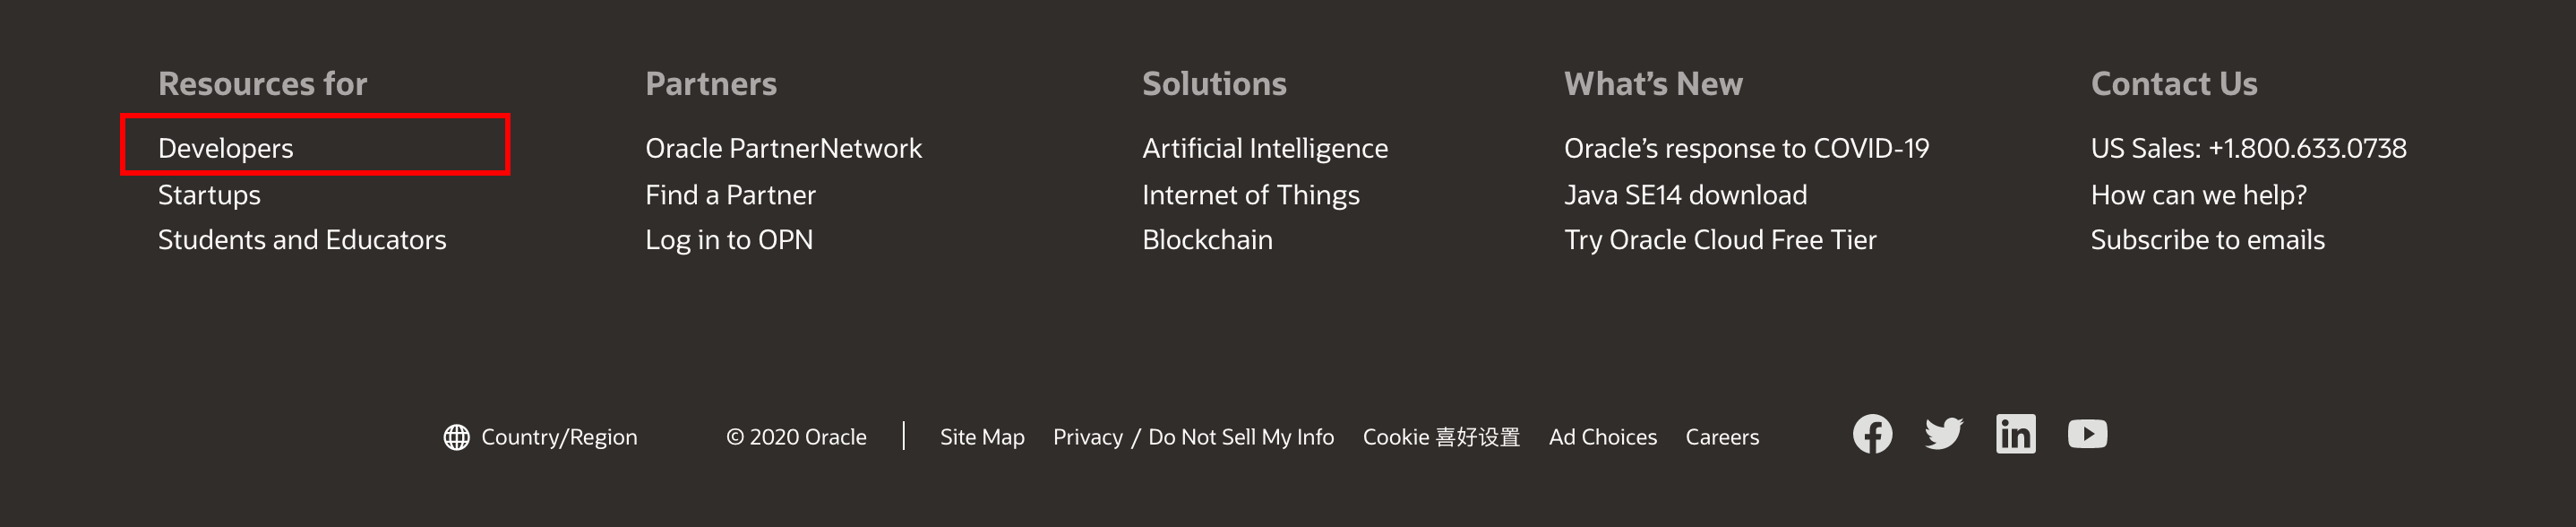 Resources for
Developers
Startups
Students and Educators
Partners
Oracle PartnerNetwork
Find a Partner
Log in to OPN
Solutions
Artificial Intelligence
Internet of Things
Blockchain
What's New
Oracle's response to COVID-19
Java SE14 download
Try Oracle Cloud Free Tier
Contact Us
US Sales: +1.800.633.0738
How can we help?
Subscribe to emails
Country/Region © 2020 Oracle | Site Map Privacy / Do Not Sell My Info Cookie 喜好设置 Ad Choices Careers